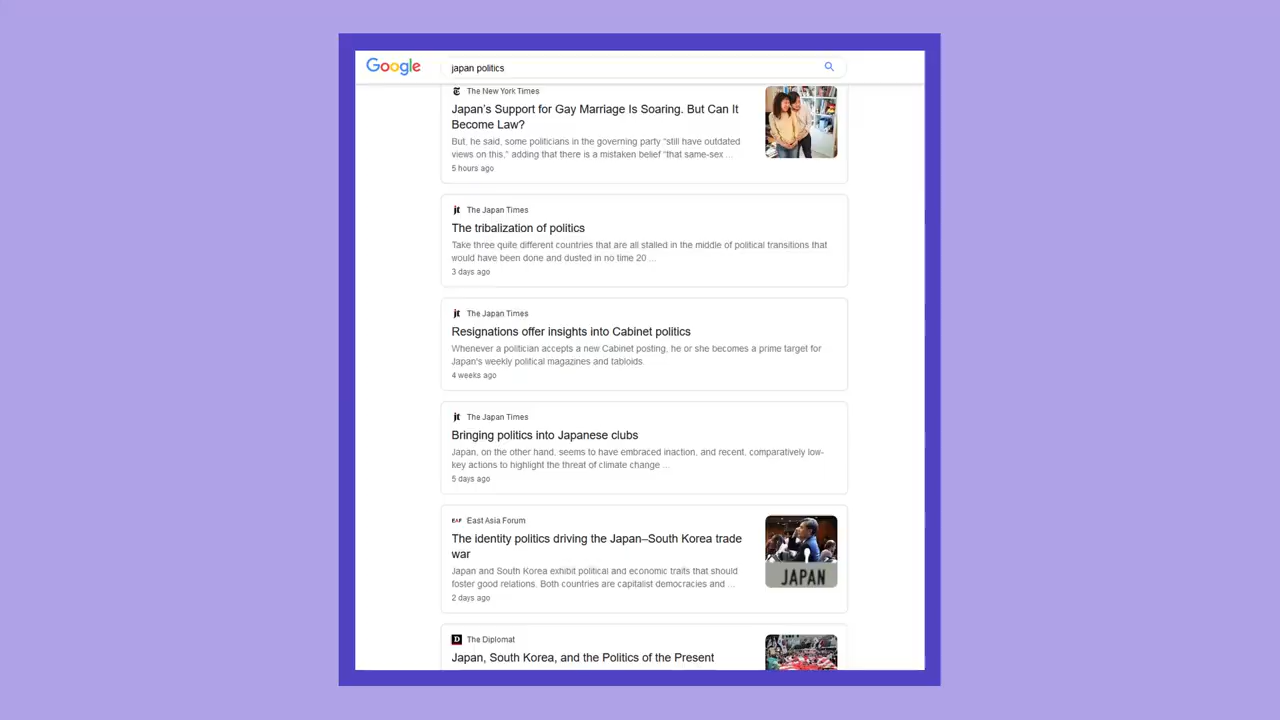 Google
japan politics
The New York Times
Japan's Support for Gay Marriage Is Soaring. But Can It
Become Law?
But, he said, some politicians in the governing party “still have outdated
views on this,” adding that there is a mistaken belief “that same-sex ...
5 hours ago
jt The Japan Times
The tribalization of politics
Take three quite different countries that are all stalled in the middle of political transitions that
would have been done and dusted in no time 20 ...
3 days ago
jt The Japan Times
Resignations offer insights into Cabinet politics
Whenever a politician accepts a new Cabinet posting, he or she becomes a prime target for
Japan's weekly political magazines and tabloids.
4 weeks ago
jt The Japan Times
Bringing politics into Japanese clubs
Japan, on the other hand, seems to have embraced inaction, and recent, comparatively low-
key actions to highlight the threat of climate change ...
5 days ago
EAF East Asia Forum
The identity politics driving the Japan–South Korea trade
war
Japan and South Korea exhibit political and economic traits that should
foster good relations. Both countries are capitalist democracies and ...
2 days ago
JAPAN
D The Diplomat
Japan, South Korea, and the Politics of the Present